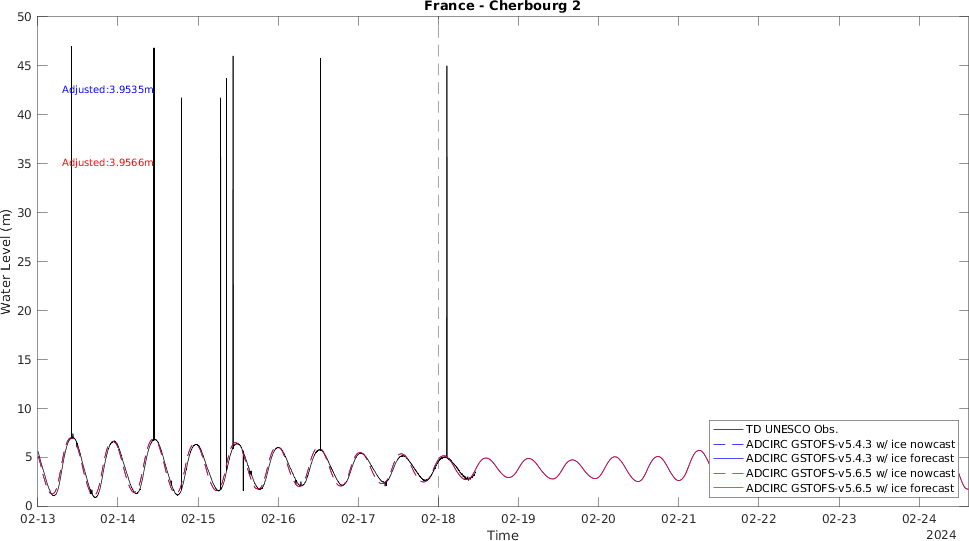 France - Cherbourg 2
50
45
40
35
30
25
20
15
10
5
0
Water Level (m)
Adjusted:3.9535m
Adjusted:3.9566m
TD UNESCO Obs.
ADCIRC GSTOFS-v5.4.3 w/ ice nowcast
ADCIRC GSTOFS-v5.4.3 w/ ice forecast
ADCIRC GSTOFS-v5.6.5 w/ ice nowcast
ADCIRC GSTOFS-v5.6.5 w/ ice forecast
02-13 02-14 02-15 02-16 02-17 02-18 02-19 02-20 02-21 02-22 02-23 02-24
Time
2024